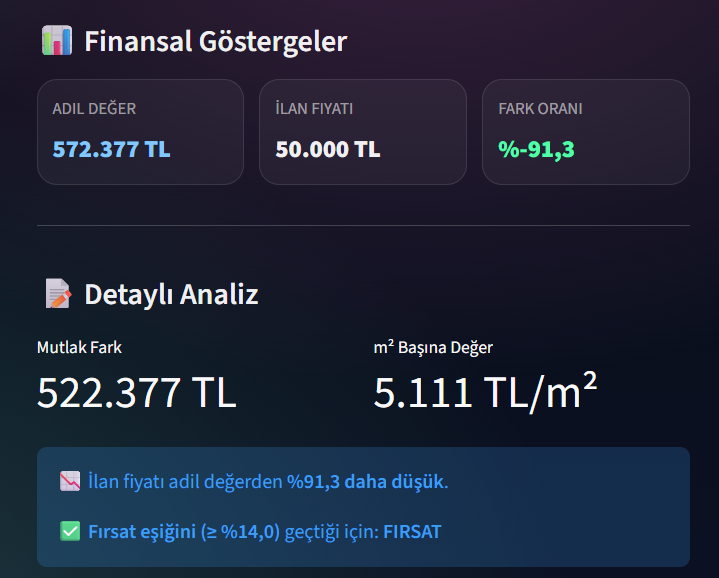 Finansal Göstergeler
ADIL DEĞER
572.377 TL
İLAN FIYATI
50.000 TL
FARK ORANI
%-91,3
Detaylı Analiz
Mutlak Fark
522.377 TL
m² Başına Değer
5.111 TL/m²
İlan fiyatı adil değerden %91,3 daha düşük.
Fırsat eşiğini (≥ %14,0) geçtiği için: FIRSAT